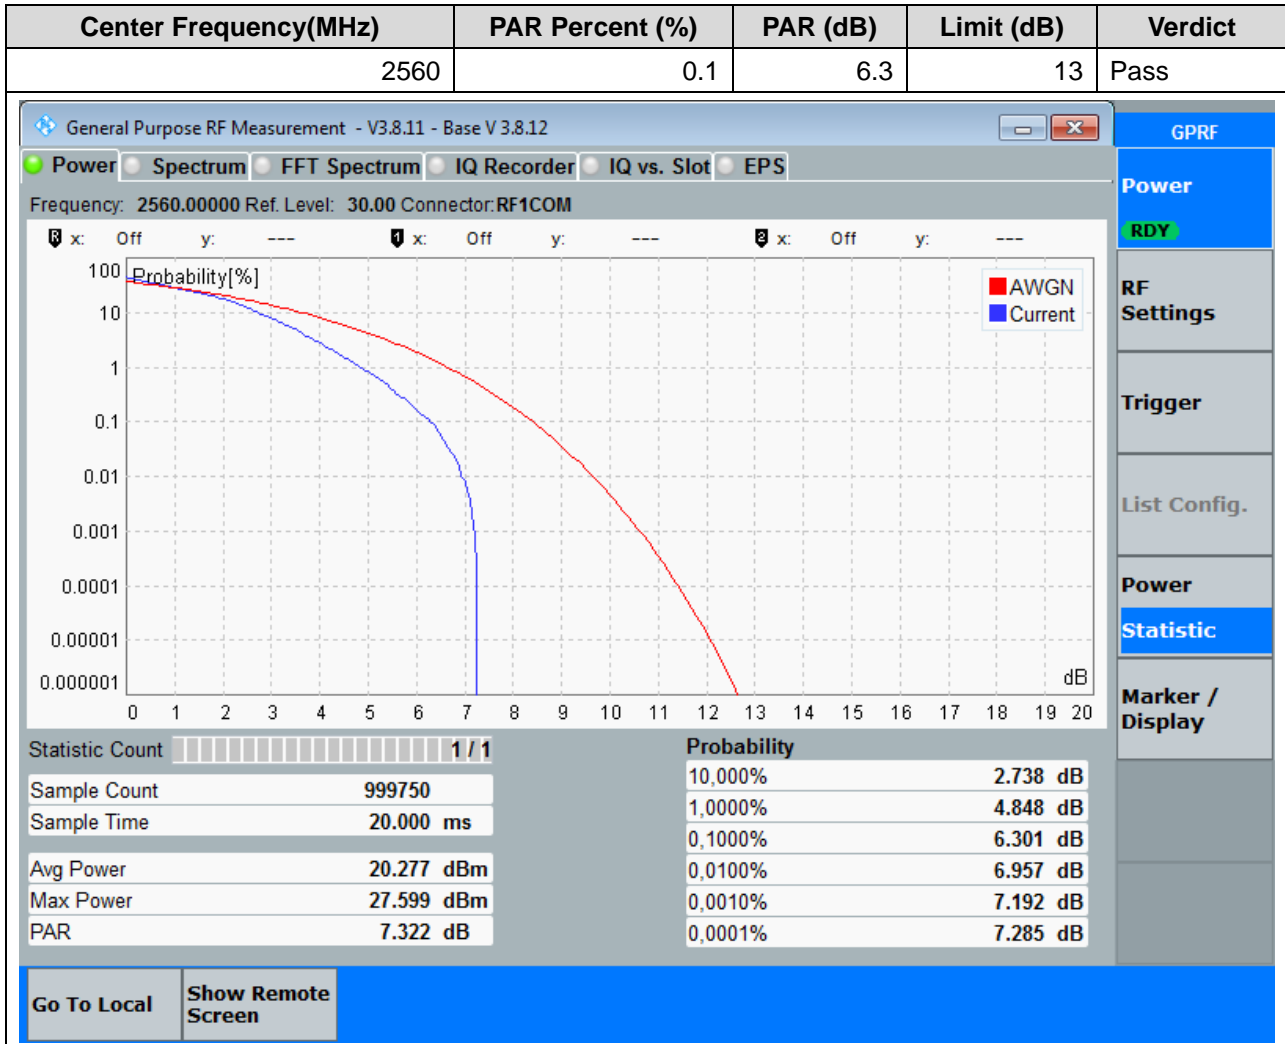 Center Frequency(MHz) PAR Percent (%) PAR (dB) Limit (dB) Verdict
2560 0.1 6.3 13 Pass
General Purpose RF Measurement - V3.8.11 - Base V 3.8.12
GPRF
Power Spectrum FFT Spectrum IQ Recorder IQ vs. Slot EPS
Frequency: 2560.00000 Ref. Level: 30.00 Connector:RF1COM
R x: Off y: --- 1 x: Off y: --- 2 x: Off y: ---
Probability[%]
AWGN
Current
100
10
1
0.1
0.01
0.001
0.0001
0.00001
0.000001
dB
0 1 2 3 4 5 6 7 8 9 10 11 12 13 14 15 16 17 18 19 20
Statistic Count 1 / 1
Sample Count 999750
Sample Time 20.000 ms
Avg Power 20.277 dBm
Max Power 27.599 dBm
PAR 7.322 dB
Probability
10,000% 2.738 dB
1,0000% 4.848 dB
0,1000% 6.301 dB
0,0100% 6.957 dB
0,0010% 7.192 dB
0,0001% 7.285 dB
Power
RDY
RF
Settings
Trigger
List Config.
Power
Statistic
Marker /
Display
Go To Local
Show Remote
Screen